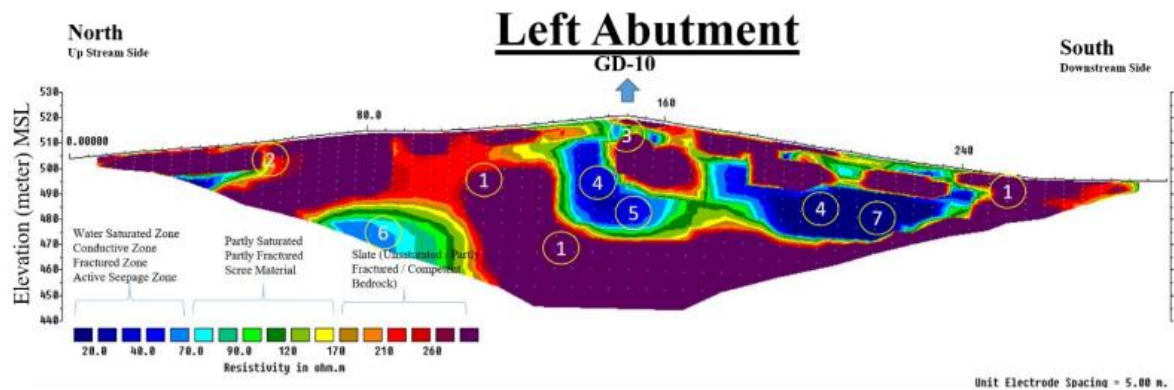 Left Abutment
North
Up Stream Side
GD-10
South
Downstream Side
Elevation (meter) MSL
530
520
510
500
490
480
470
460
450
440
0.00000
80.0
160
240
2
1
3
4
5
6
1
4
7
1
Water Saturated Zone
Conductive Zone
Fractured Zone
Active Seepage Zone
Partly Saturated
Partly Fractured
Scree Material
Slate (Unsaturated / Partly
Fractured / Competent
Bedrock)
20.0 40.0 70.0 90.0 120 170 210 260
Resistivity in ohm.m
Unit Electrode Spacing = 5.00 m.